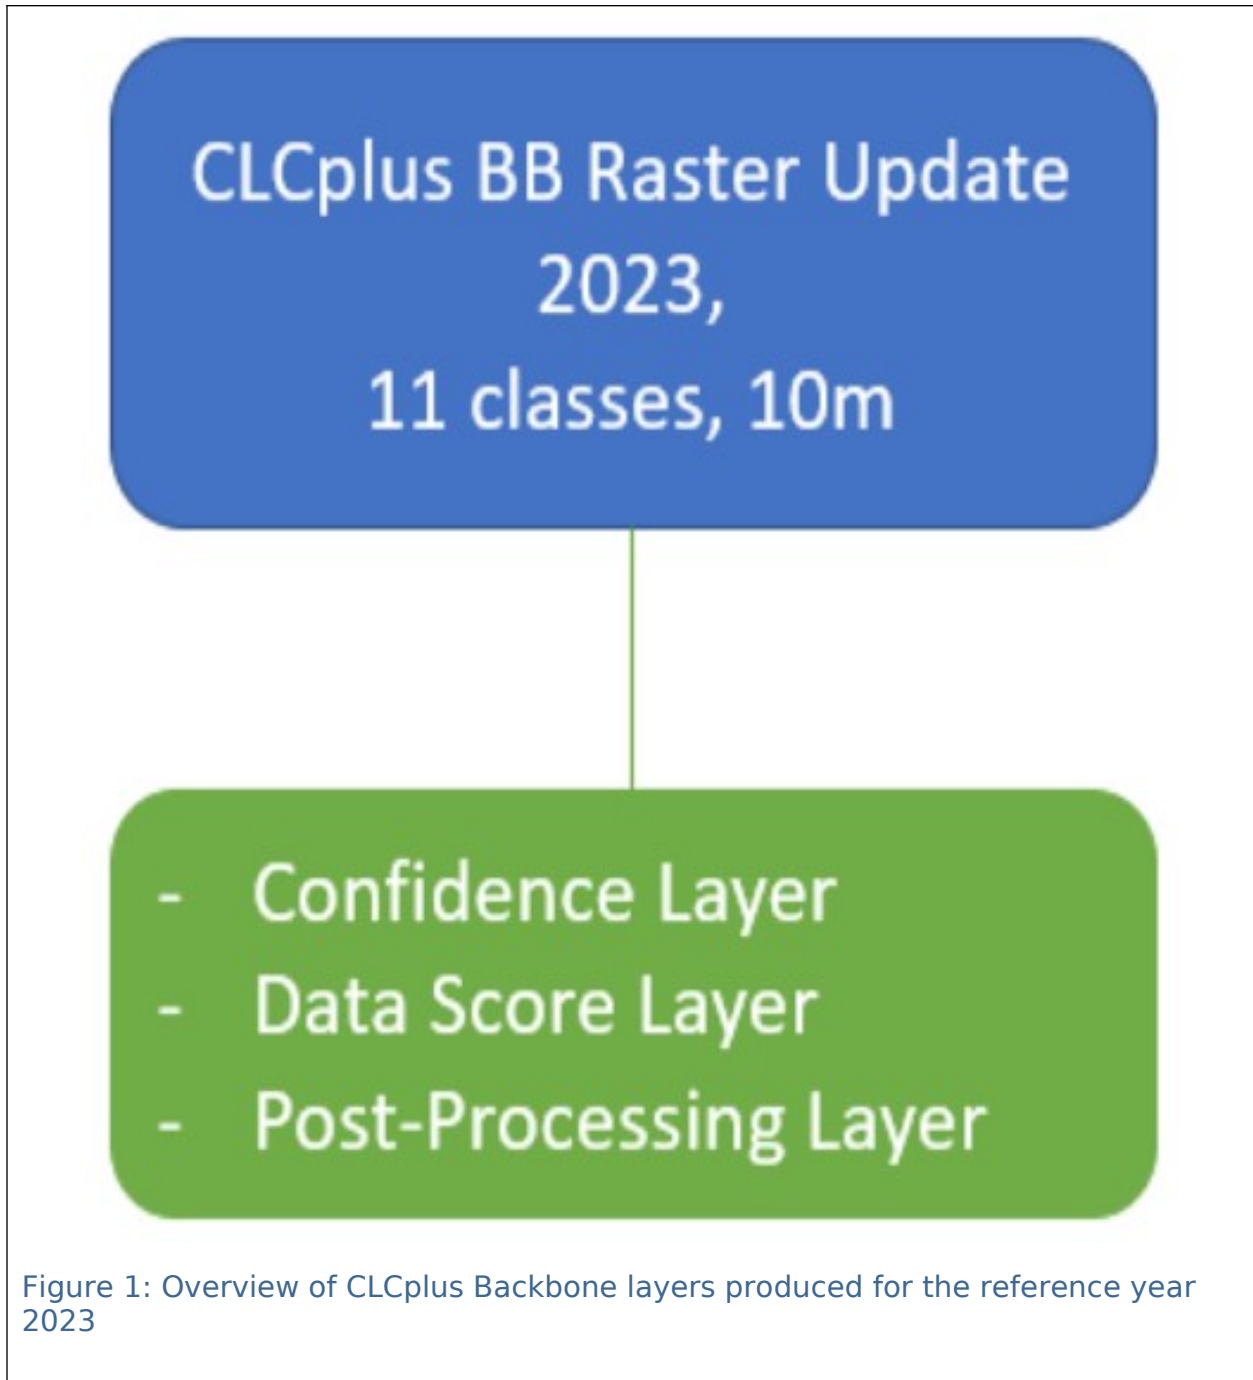 CLCplus BB Raster Update
2023,
11 classes, 10m
- Confidence Layer
- Data Score Layer
- Post-Processing Layer
Figure 1: Overview of CLCplus Backbone layers produced for the reference year
2023